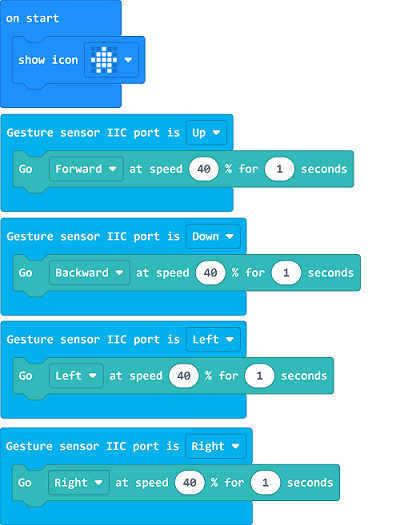 on start
show icon
Gesture sensor IIC port is Up
Go Forward at speed 40 % for 1 seconds
Gesture sensor IIC port is Down
Go Backward at speed 40 % for 1 seconds
Gesture sensor IIC port is Left
Go Left at speed 40 % for 1 seconds
Gesture sensor IIC port is Right
Go Right at speed 40 % for 1 seconds